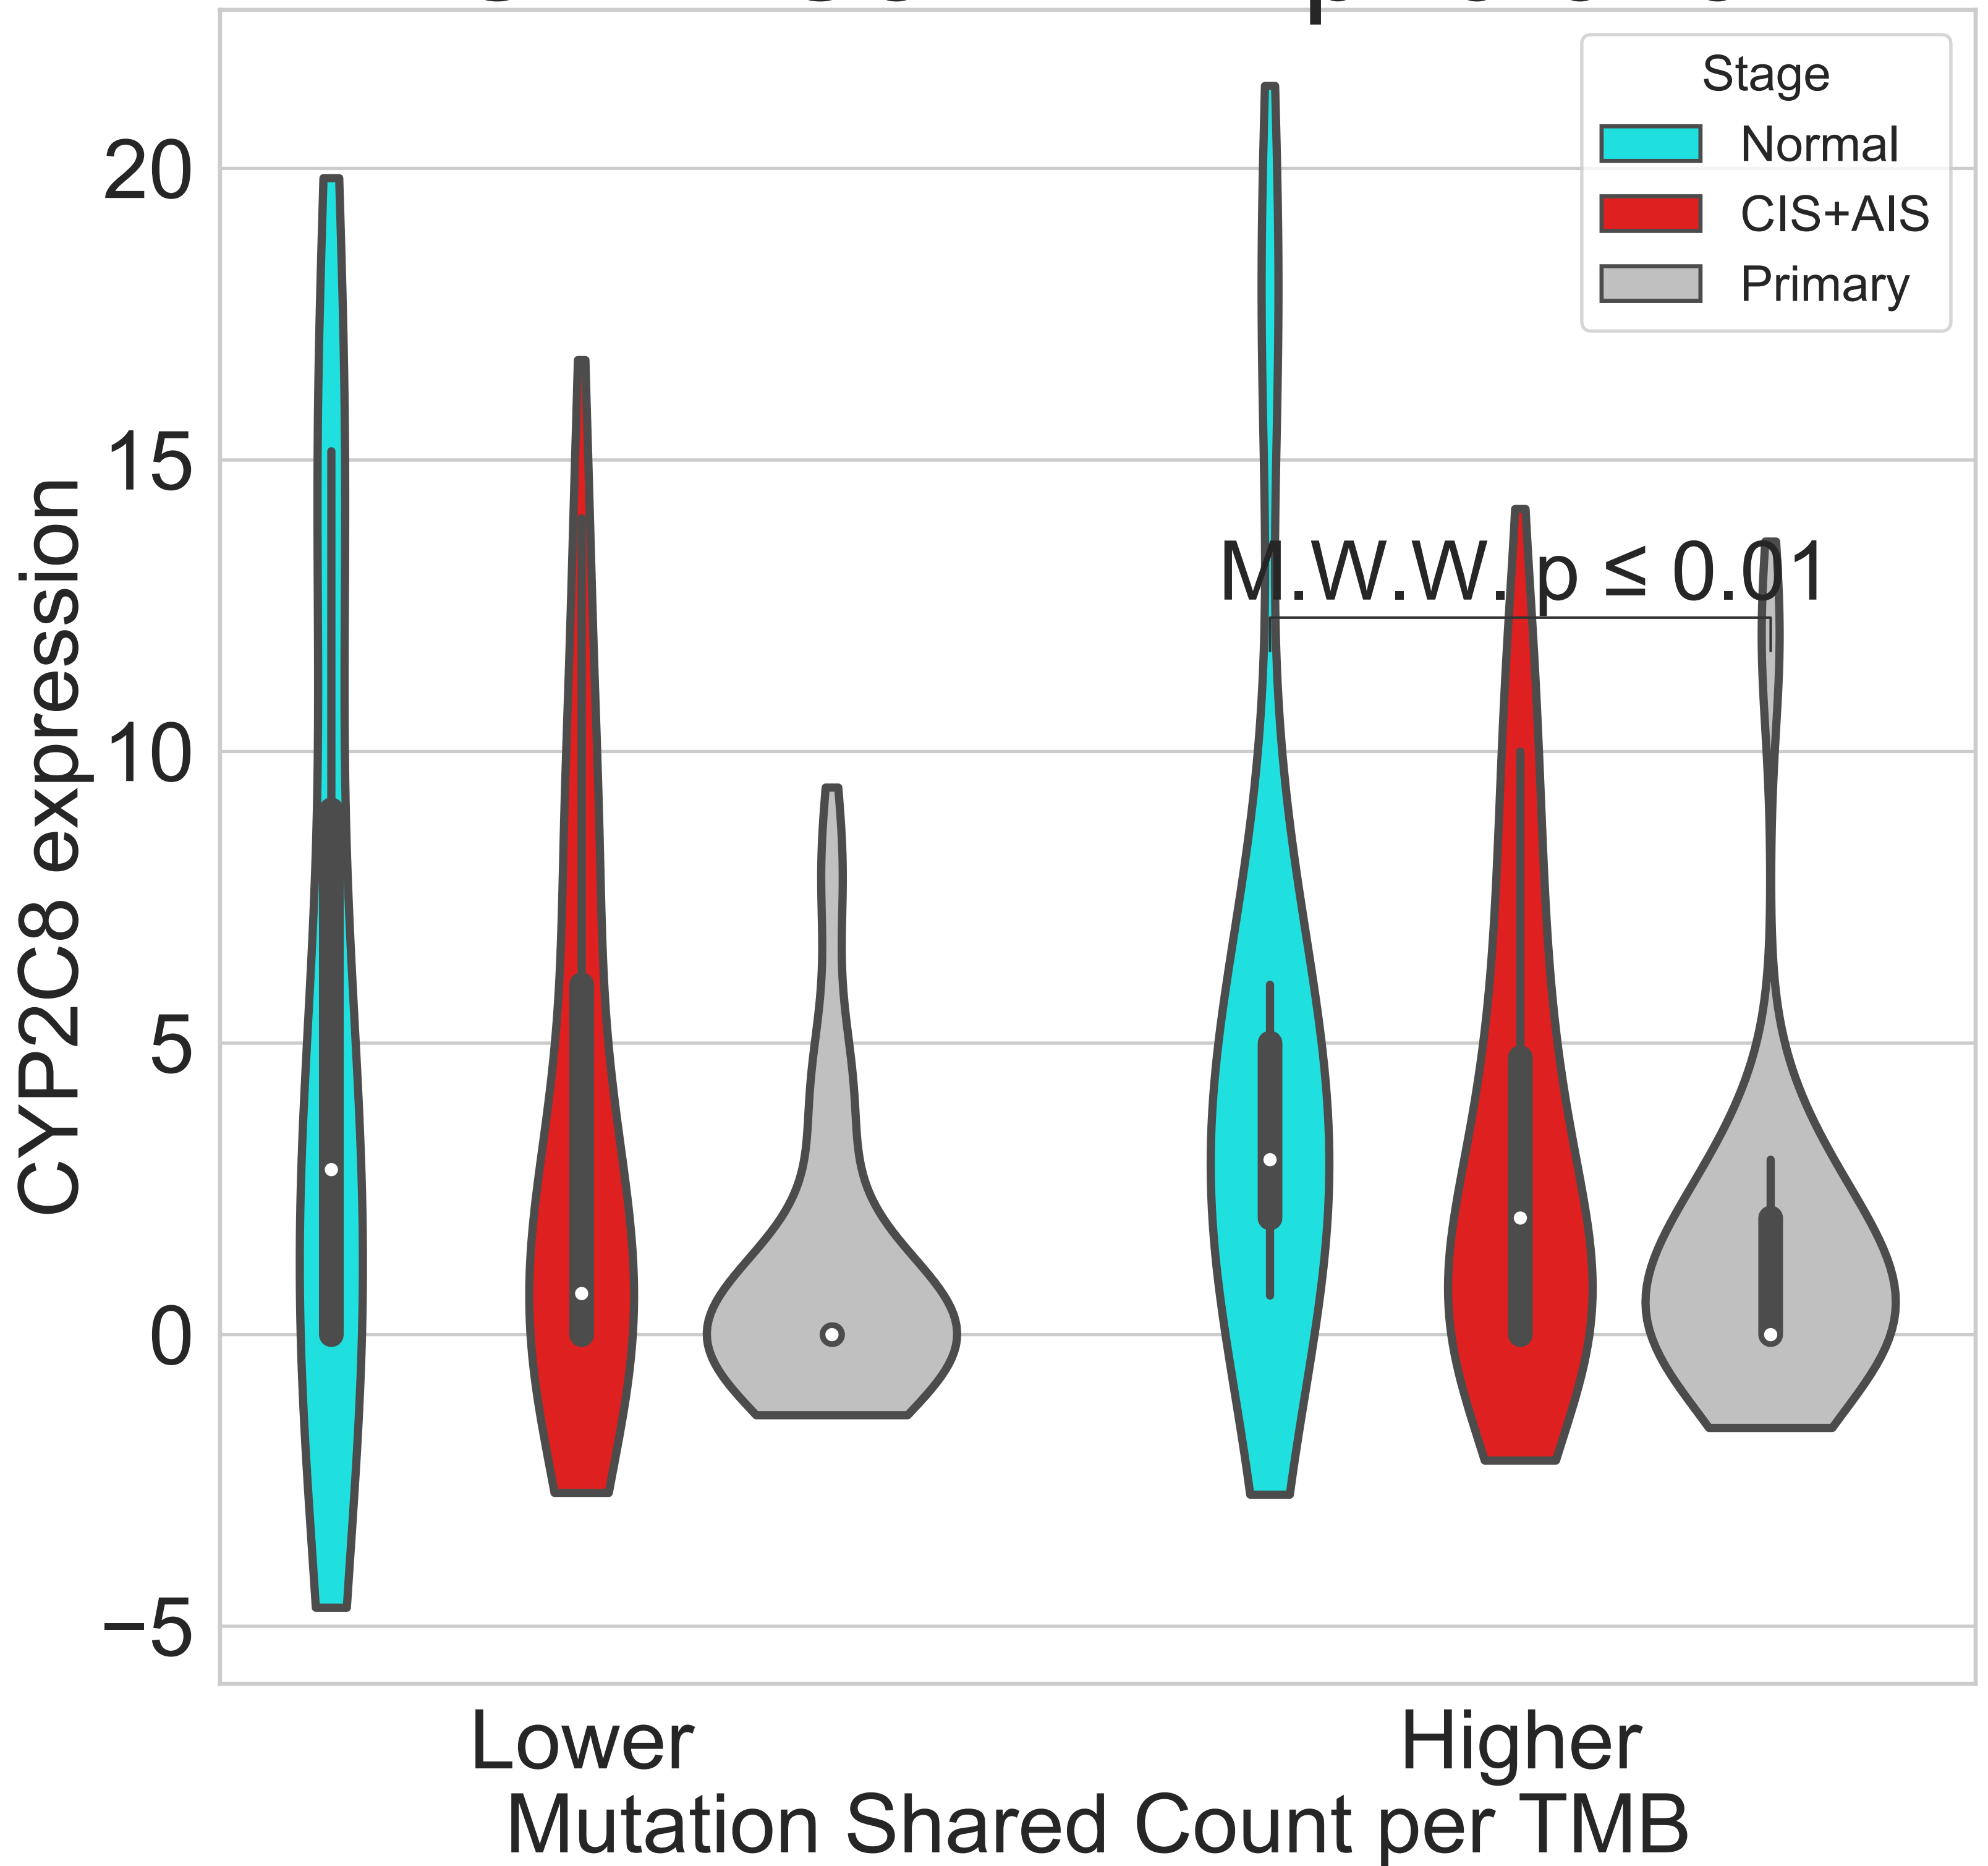 Stage
Normal
CIS+AIS
Primary
20
15
10
5
0
−5
CYP2C8 expression
M.W.W. p ≤ 0.01
Lower
Higher
Mutation Shared Count per TMB